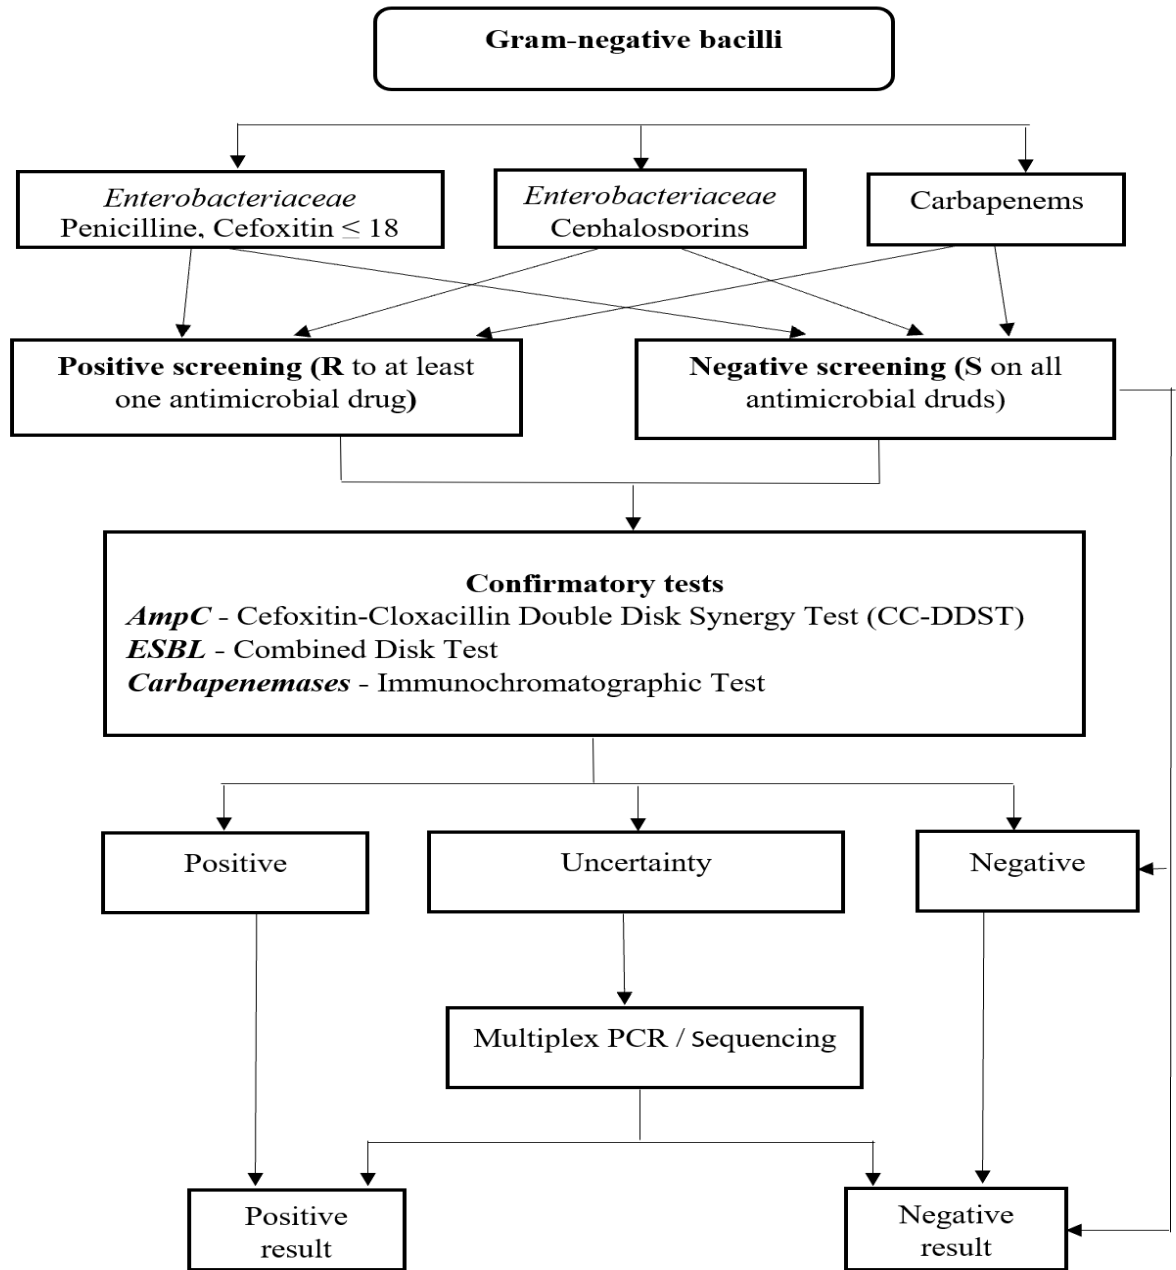 Gram-negative bacilli
Enterobacteriaceae
Penicilline, Cefoxitin ≤ 18
Enterobacteriaceae
Cephalosporins
Carbapenems
Positive screening (R to at least
one antimicrobial drug)
Negative screening (S on all
antimicrobial druds)
Confirmatory tests
AmpC - Cefoxitin-Cloxacillin Double Disk Synergy Test (CC-DDST)
ESBL - Combined Disk Test
Carbapenemases - Immunochromatographic Test
Positive
Uncertainty
Negative
Multiplex PCR / Sequencing
Positive
result
Negative
result